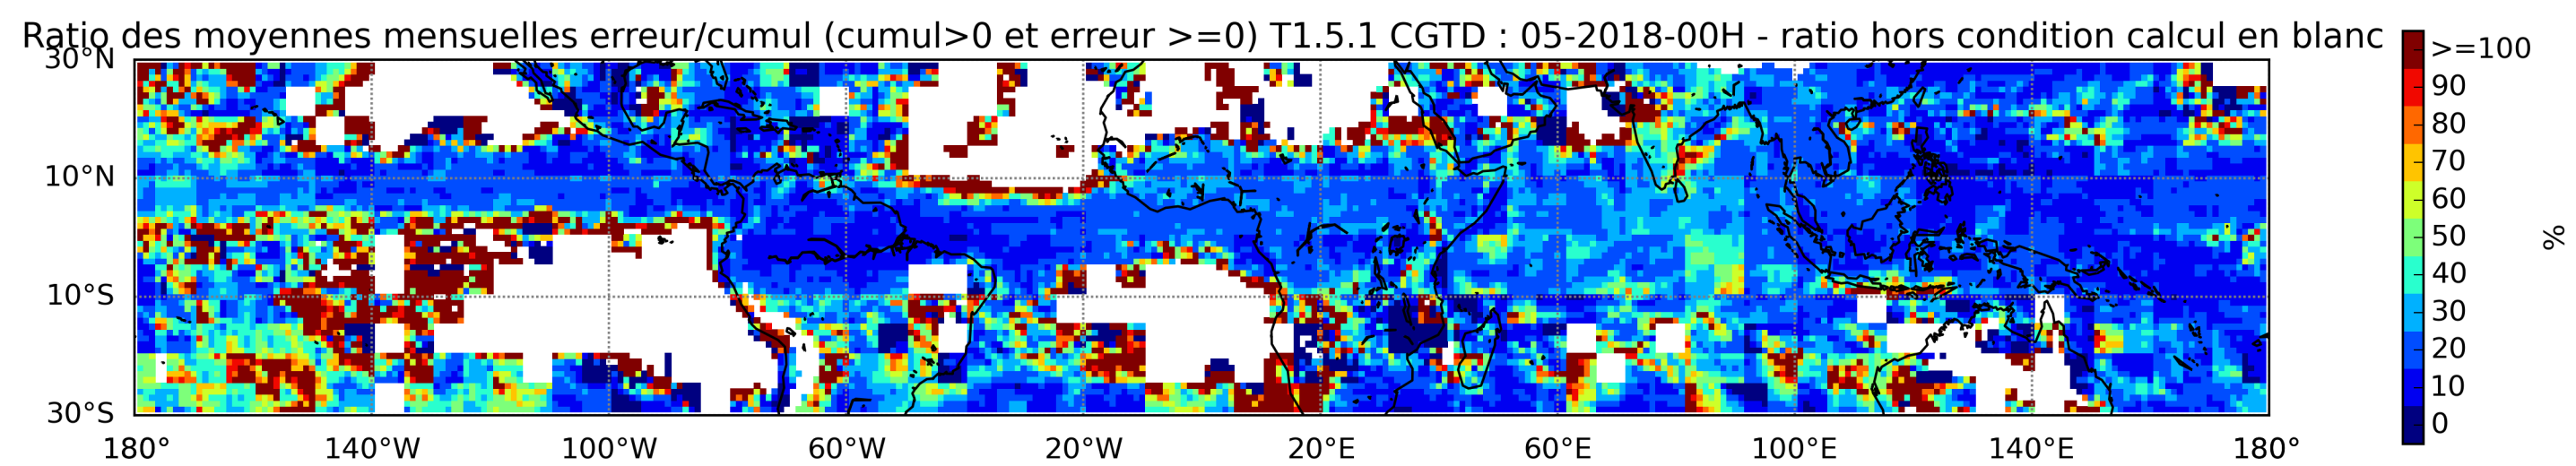 Ratio des moyennes mensuelles erreur/cumul (cumul>0 et erreur >=0) T1.5.1 CGTD : 05-2018-00H - ratio hors condition calcul en blanc
30°N
10°N
10°S
30°S
180° 140°W 100°W 60°W 20°W 20°E 60°E 100°E 140°E 180°
>=100
90
80
70
60
50
40
30
20
10
0
%